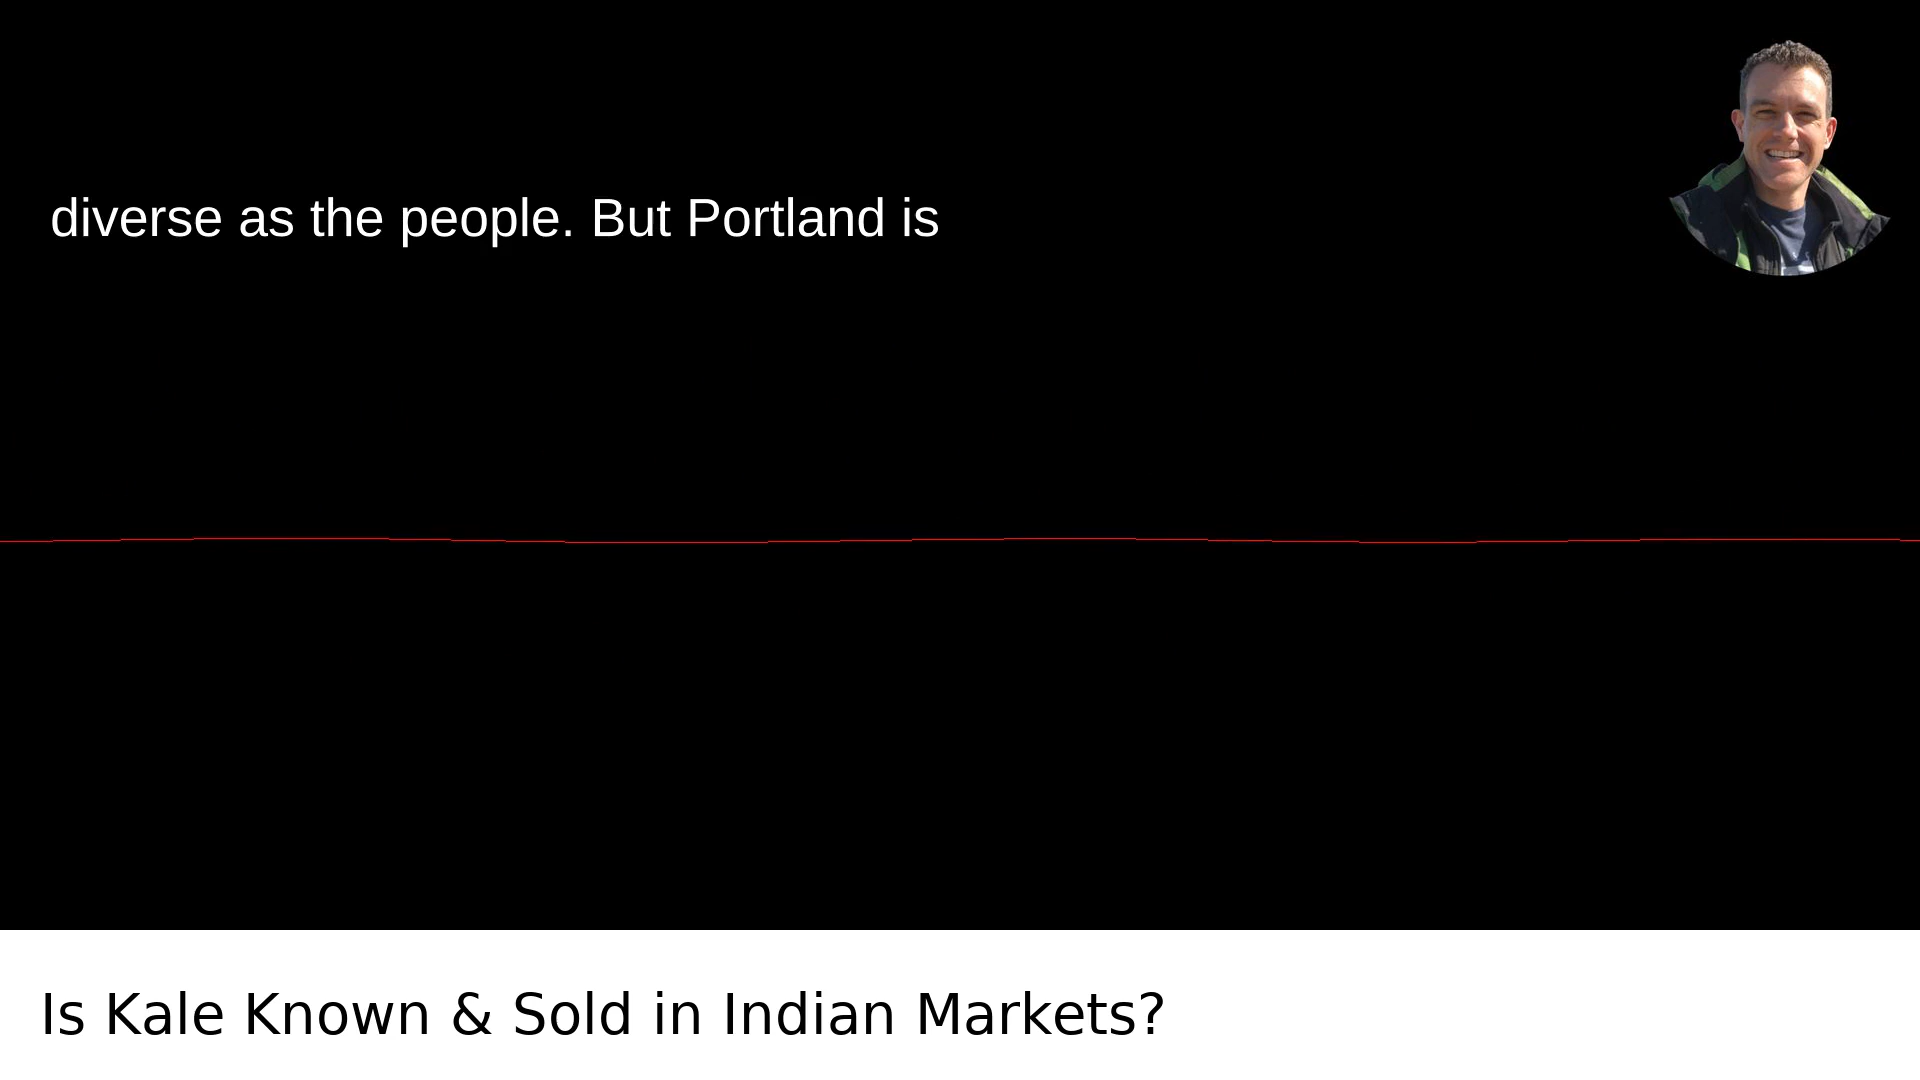 diverse as the people. But Portland is
Is Kale Known & Sold in Indian Markets?